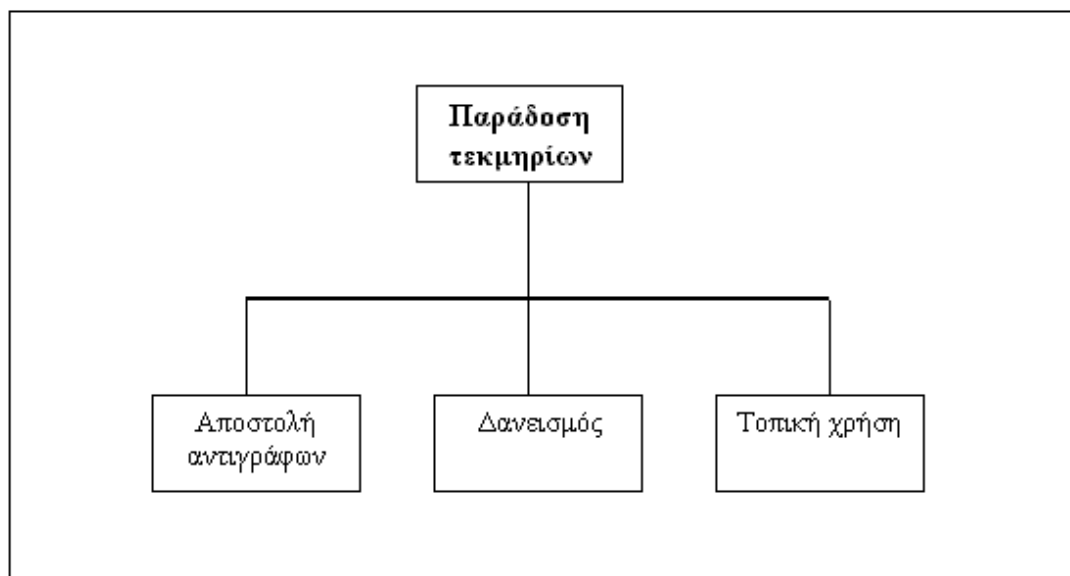 Παράδοση
τεκμηρίων
Αποστολή
αντιγράφων
Δανεισμός
Τοπική χρήση